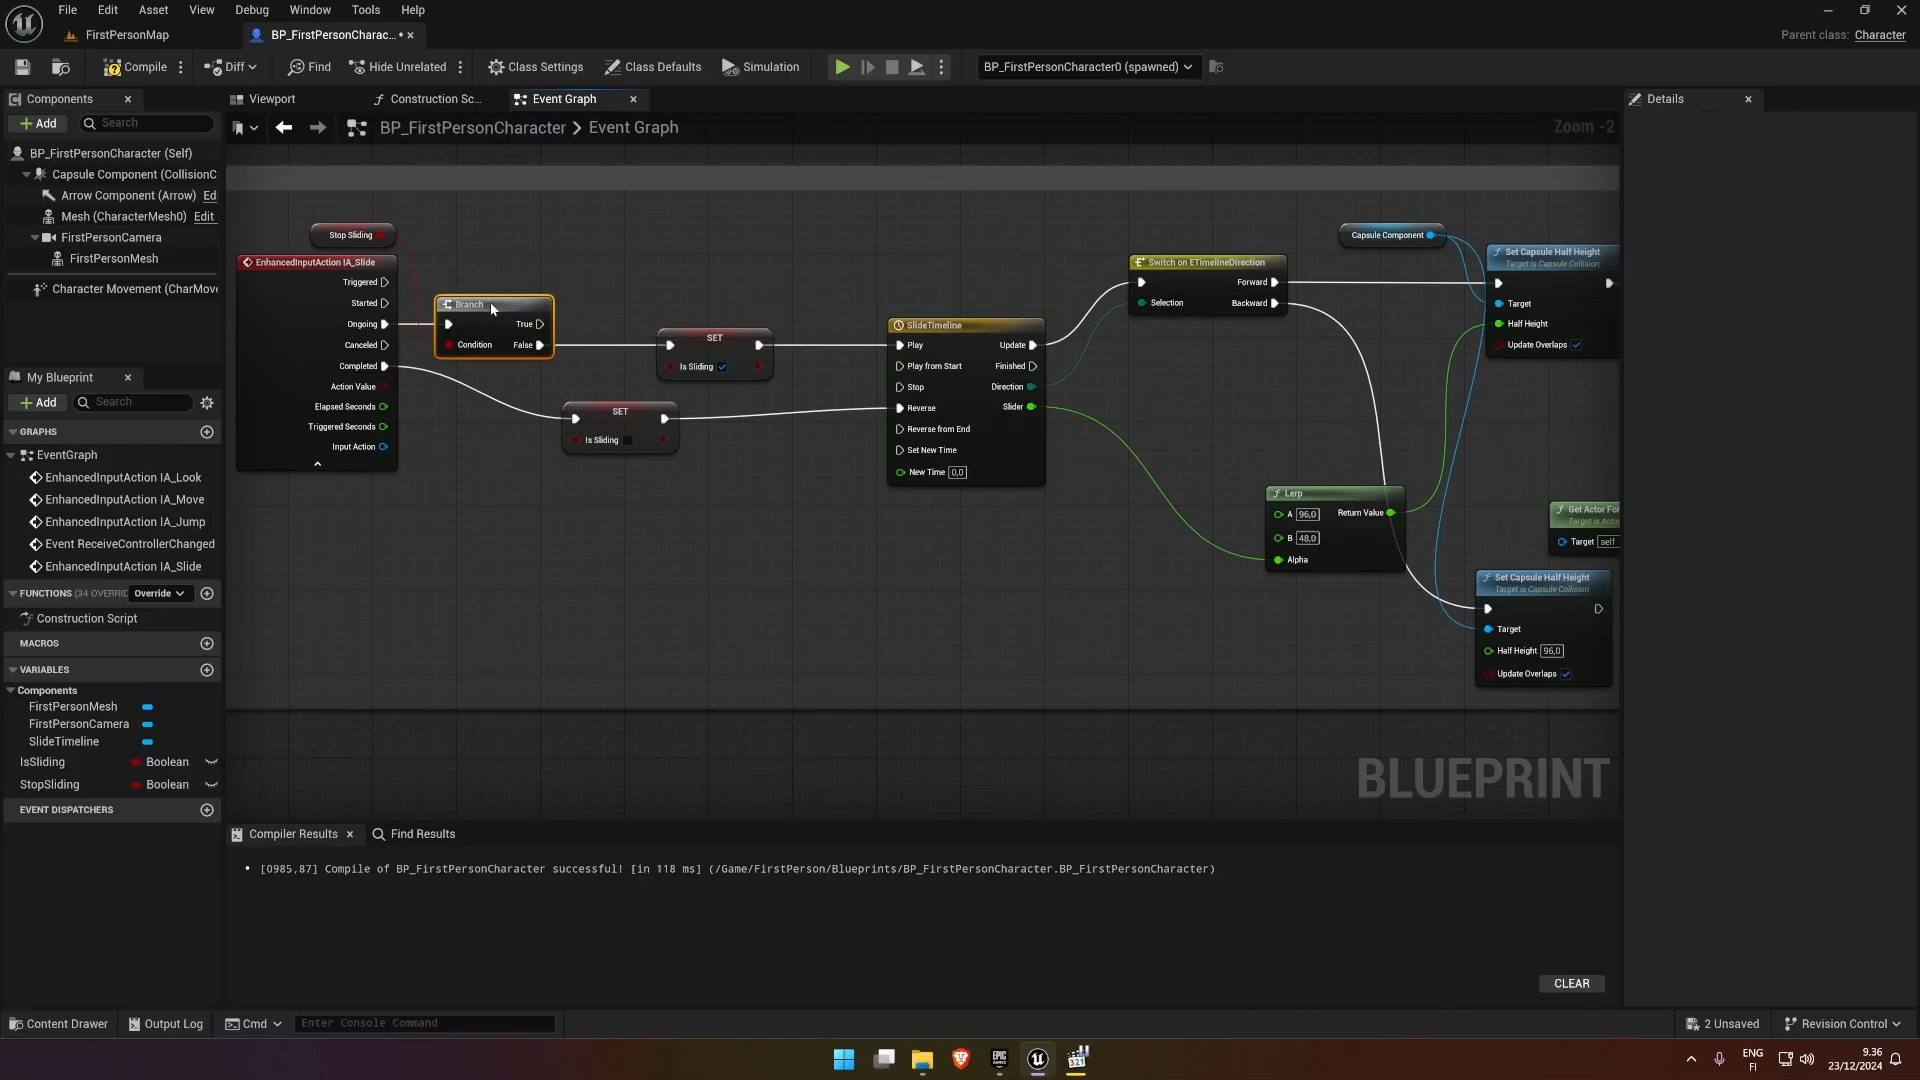 File Edit Asset View Debug Window Tools Help
FirstPersonMap
BP_FirstPersonCharac... •
Parent class: Character
Compile
Diff
Find
Hide Unrelated
Class Settings
Class Defaults
Simulation
BP_FirstPersonCharacter0 (spawned)
Components
Add
Search
BP_FirstPersonCharacter (Self)
Capsule Component (CollisionC
Arrow Component (Arrow) Ed
Mesh (CharacterMesh0) Edit
FirstPersonCamera
FirstPersonMesh
Character Movement (CharMove
My Blueprint
Add
Search
GRAPHS
EventGraph
EnhancedInputAction IA_Look
EnhancedInputAction IA_Move
EnhancedInputAction IA_Jump
Event ReceiveControllerChanged
EnhancedInputAction IA_Slide
FUNCTIONS (34 OVERRID Override
Construction Script
MACROS
VARIABLES
Components
FirstPersonMesh
FirstPersonCamera
SlideTimeline
IsSliding Boolean
StopSliding Boolean
EVENT DISPATCHERS
Viewport
Construction Sc...
Event Graph
BP_FirstPersonCharacter > Event Graph
Zoom -2
Stop Sliding
EnhancedInputAction IA_Slide
Triggered
Started
Ongoing
Canceled
Completed
Action Value
Elapsed Seconds
Triggered Seconds
Input Action
Branch
True
Condition False
SET
Is Sliding
SET
Is Sliding
SlideTimeline
Play Update
Play from Start Finished
Stop Direction
Reverse Slider
Reverse from End
Set New Time
New Time 0,0
Switch on ETimelineDirection
Forward
Selection Backward
Capsule Component
Set Capsule Half Height
Target is Capsule Collision
Target
Half Height
Update Overlaps
Lerp
A 96,0 Return Value
B 48,0
Alpha
Get Actor For
Target is Acto
Target self
Set Capsule Half Height
Target is Capsule Collision
Target
Half Height 96,0
Update Overlaps
BLUEPRINT
Details
Compiler Results
Find Results
• [0985,87] Compile of BP_FirstPersonCharacter successful! [in 118 ms] (/Game/FirstPerson/Blueprints/BP_FirstPersonCharacter.BP_FirstPersonCharacter)
CLEAR
Content Drawer
Output Log
Cmd
Enter Console Command
2 Unsaved
Revision Control
EPIC
GAMES
321
ENG
FI
9.36
23/12/2024